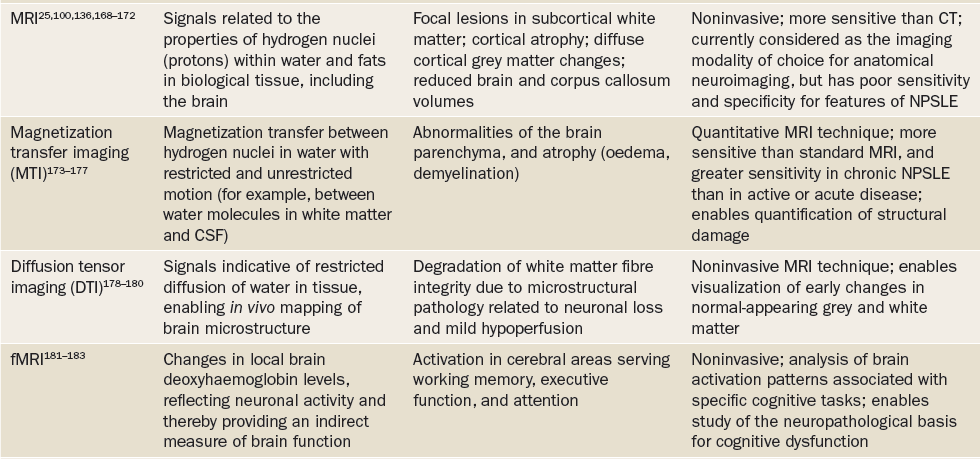 MRI25,100,136,168–172
Signals related to the
properties of hydrogen nuclei
(protons) within water and fats
in biological tissue, including
the brain
Focal lesions in subcortical white
matter; cortical atrophy; diffuse
cortical grey matter changes;
reduced brain and corpus callosum
volumes
Noninvasive; more sensitive than CT;
currently considered as the imaging
modality of choice for anatomical
neuroimaging, but has poor sensitivity
and specificity for features of NPSLE
Magnetization
transfer imaging
(MTI)173–177
Magnetization transfer between
hydrogen nuclei in water with
restricted and unrestricted
motion (for example, between
water molecules in white matter
and CSF)
Abnormalities of the brain
parenchyma, and atrophy (oedema,
demyelination)
Quantitative MRI technique; more
sensitive than standard MRI, and
greater sensitivity in chronic NPSLE
than in active or acute disease;
enables quantification of structural
damage
Diffusion tensor
imaging (DTI)178–180
Signals indicative of restricted
diffusion of water in tissue,
enabling in vivo mapping of
brain microstructure
Degradation of white matter fibre
integrity due to microstructural
pathology related to neuronal loss
and mild hypoperfusion
Noninvasive MRI technique; enables
visualization of early changes in
normal-appearing grey and white
matter
fMRI181–183
Changes in local brain
deoxyhaemoglobin levels,
reflecting neuronal activity and
thereby providing an indirect
measure of brain function
Activation in cerebral areas serving
working memory, executive
function, and attention
Noninvasive; analysis of brain
activation patterns associated with
specific cognitive tasks; enables
study of the neuropathological basis
for cognitive dysfunction